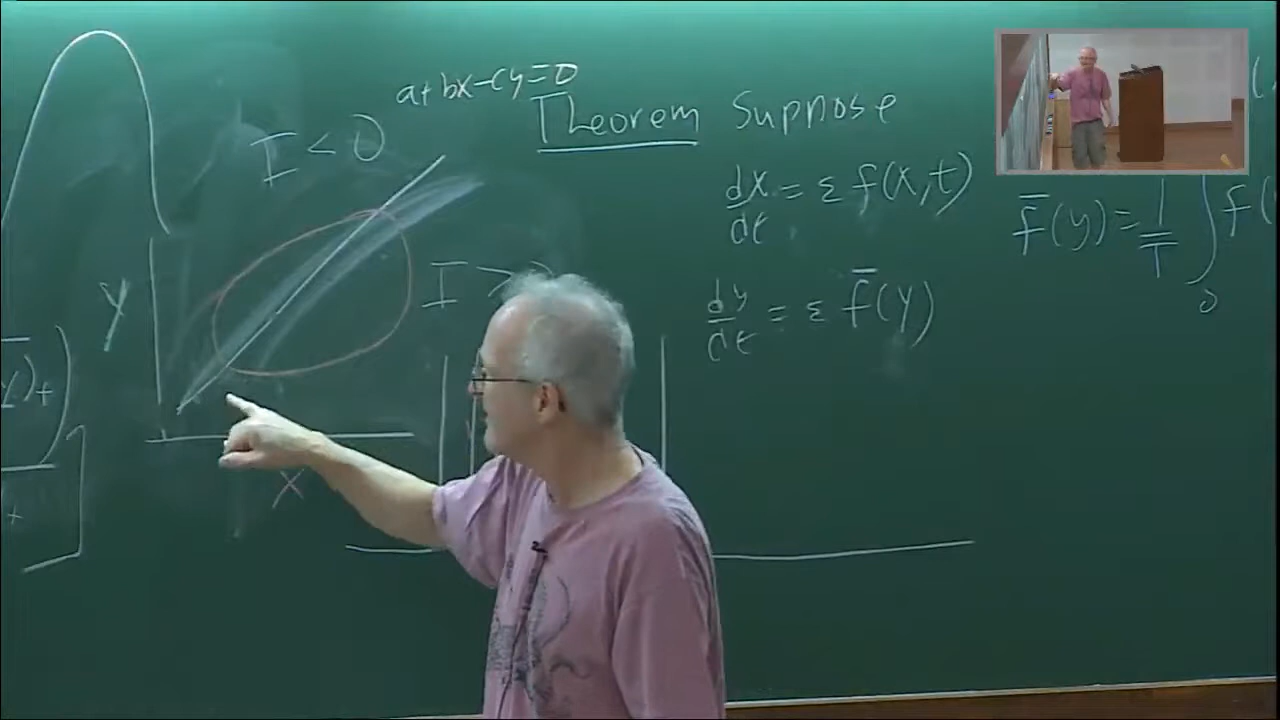 a+bx-cy=0
Theorem Suppose
I < 0
dx/dt = ε f(x,t)
f̄(y) = 1/T ∫₀ f(
I >
Y
dy/dt = ε f̄(y)
X